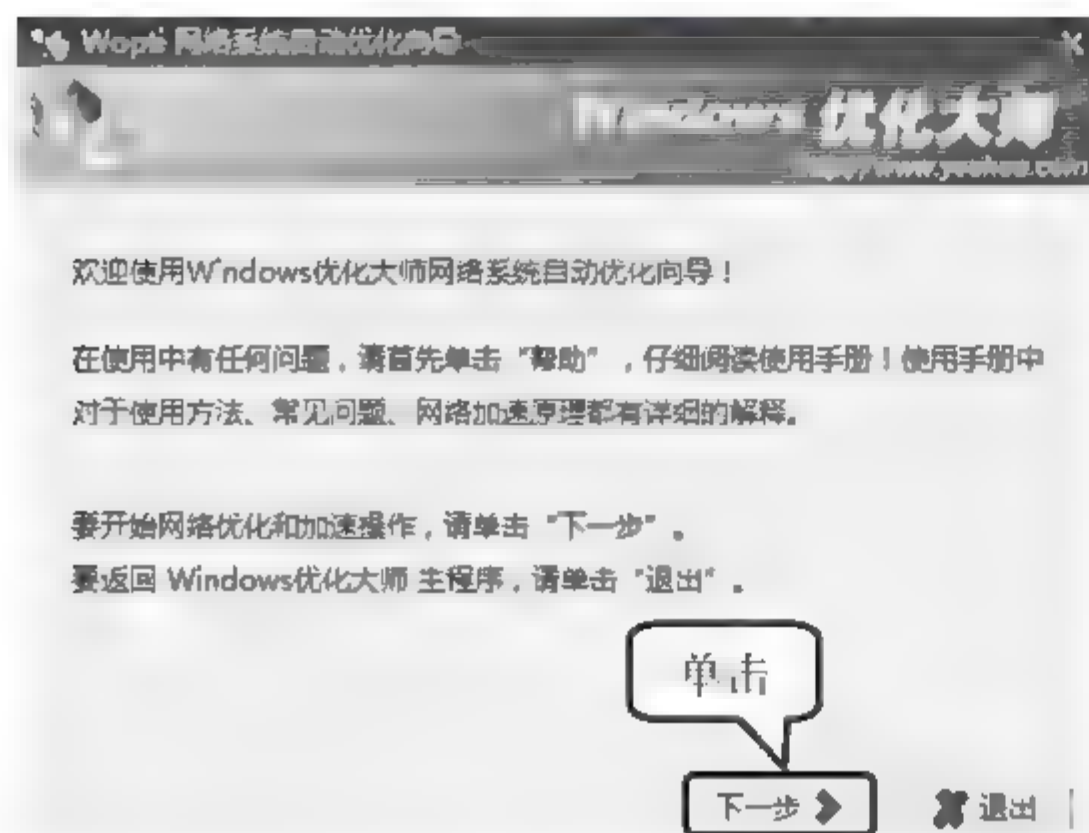 Wopti 网络系统自动优化向导
Windows 优化大师
欢迎使用Windows优化大师网络系统自动优化向导！
在使用中有任何问题，请首先单击“帮助”，仔细阅读使用手册！使用手册中
对于使用方法、常见问题、网络加速原理都有详细的解释。
要开始网络优化和加速操作，请单击“下一步”。
要返回 Windows优化大师 主程序，请单击“退出”。
单击
下一步
退出